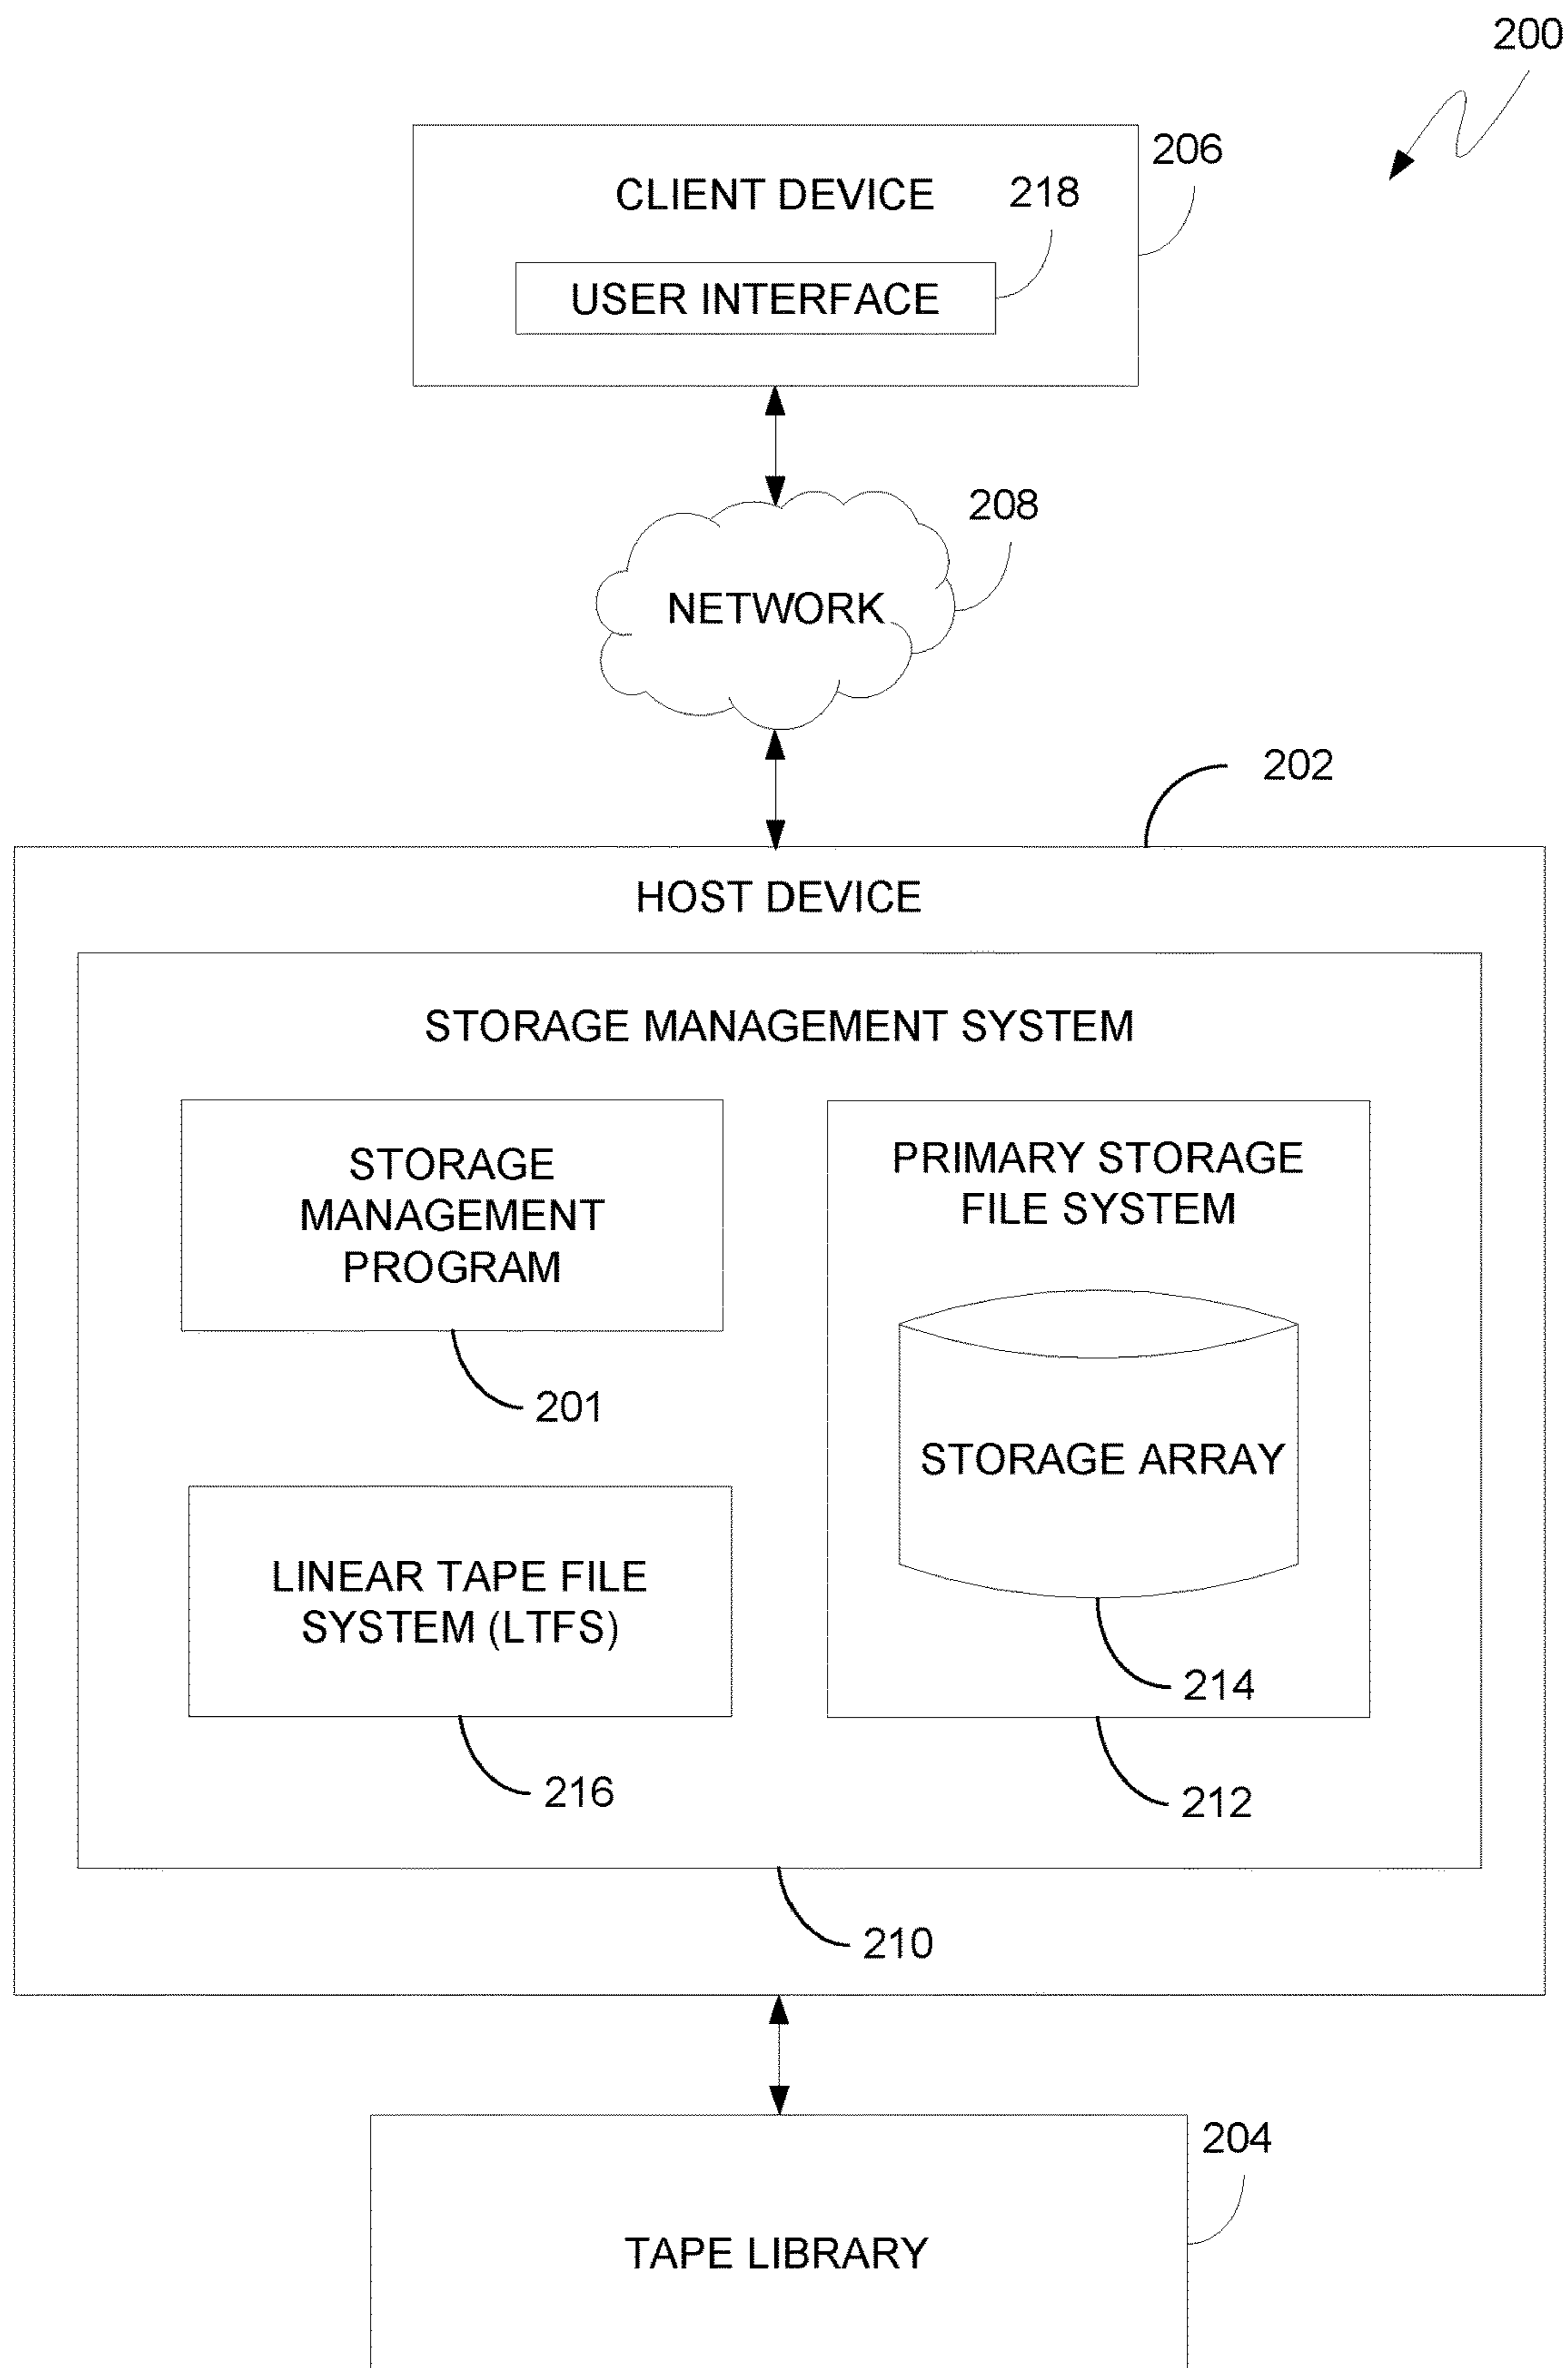 200
206
CLIENT DEVICE
218
USER INTERFACE
208
NETWORK
202
HOST DEVICE
STORAGE MANAGEMENT SYSTEM
STORAGE
MANAGEMENT
PROGRAM
201
PRIMARY STORAGE
FILE SYSTEM
STORAGE ARRAY
214
212
LINEAR TAPE FILE
SYSTEM (LTFS)
216
210
204
TAPE LIBRARY